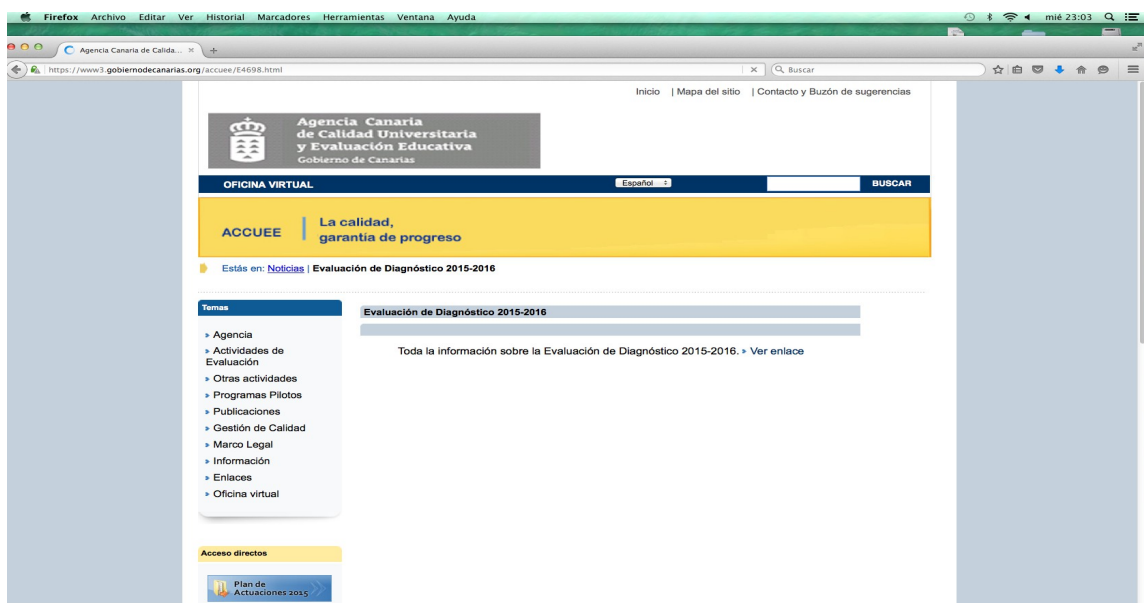 Firefox Archivo Editar Ver Historial Marcadores Herramientas Ventana Ayuda mié 23:03
Agencia Canaria de Calida... × +
https://www3.gobiernodecanarias.org/accuee/E4698.html × Buscar
Inicio | Mapa del sitio | Contacto y Buzón de sugerencias
Agencia Canaria
de Calidad Universitaria
y Evaluación Educativa
Gobierno de Canarias
OFICINA VIRTUAL Español BUSCAR
ACCUEE
La calidad,
garantía de progreso
Estás en: Noticias | Evaluación de Diagnóstico 2015-2016
Temas
» Agencia
» Actividades de
Evaluación
» Otras actividades
» Programas Pilotos
» Publicaciones
» Gestión de Calidad
» Marco Legal
» Información
» Enlaces
» Oficina virtual
Evaluación de Diagnóstico 2015-2016
Toda la información sobre la Evaluación de Diagnóstico 2015-2016. » Ver enlace
Acceso directos
Plan de
Actuaciones 2015